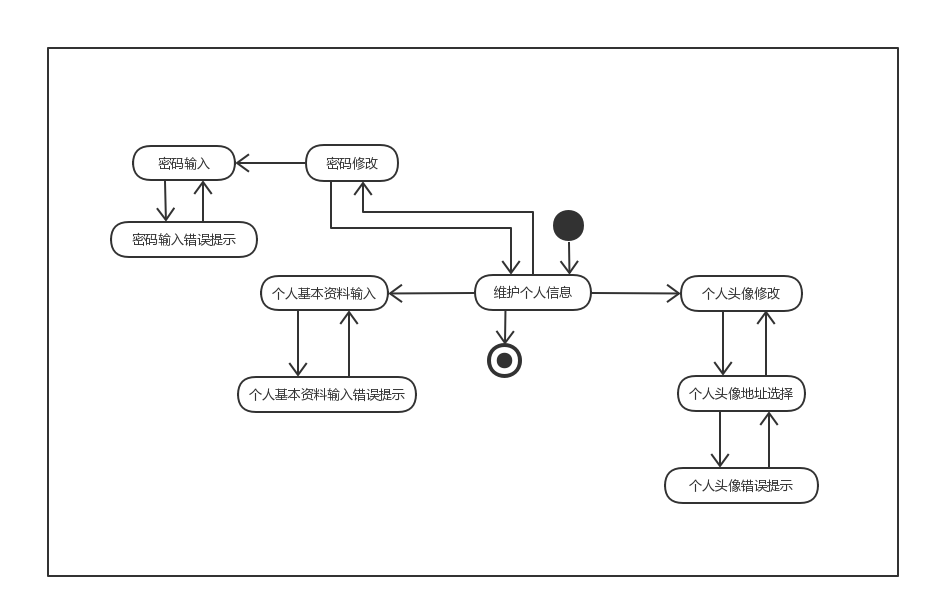 密码输入
密码修改
密码输入错误提示
个人基本资料输入
维护个人信息
个人头像修改
个人基本资料输入错误提示
个人头像地址选择
个人头像错误提示